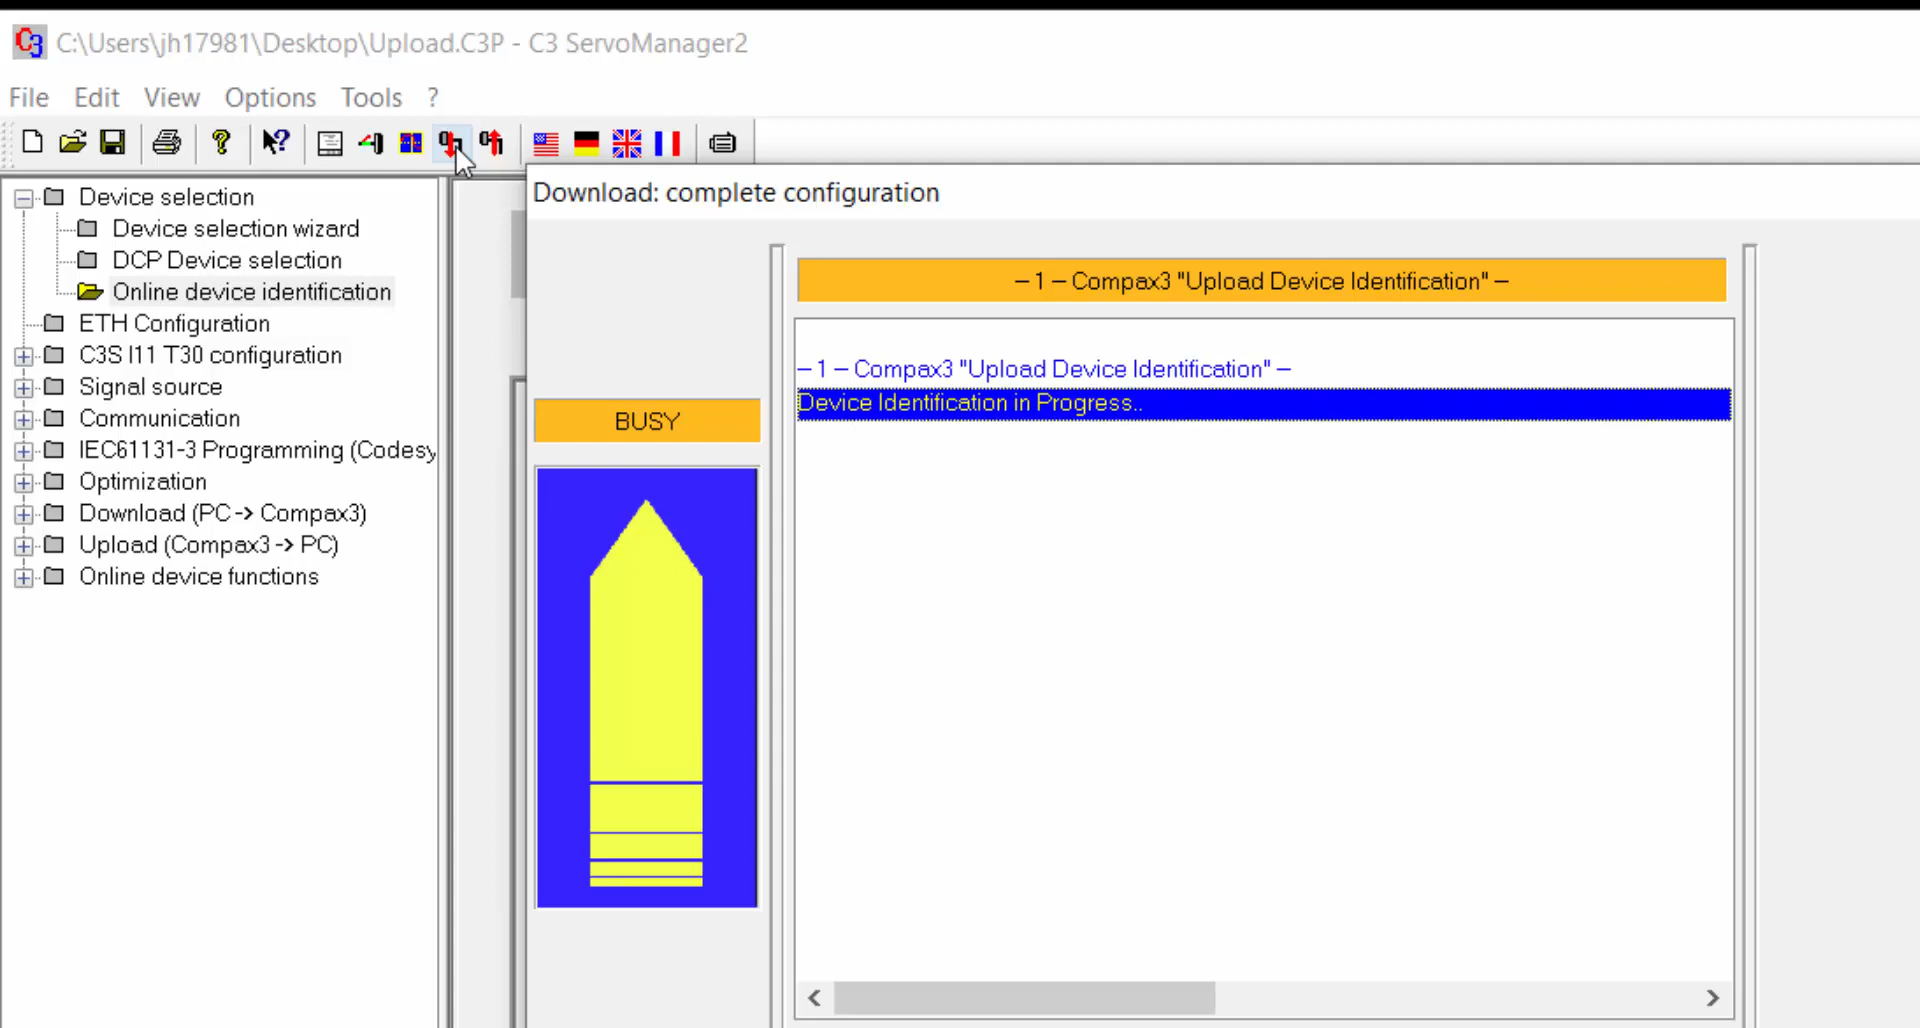 C3 C:\Users\jh17981\Desktop\Upload.C3P - C3 ServoManager2
File Edit View Options Tools ?
Download: complete configuration
Device selection
Device selection wizard
DCP Device selection
Online device identification
ETH Configuration
C3S I11 T30 configuration
Signal source
Communication
IEC61131-3 Programming (Codesy
Optimization
Download (PC -> Compax3)
Upload (Compax3 -> PC)
Online device functions
BUSY
– 1 – Compax3 "Upload Device Identification" –
– 1 – Compax3 "Upload Device Identification" –
Device Identification in Progress..